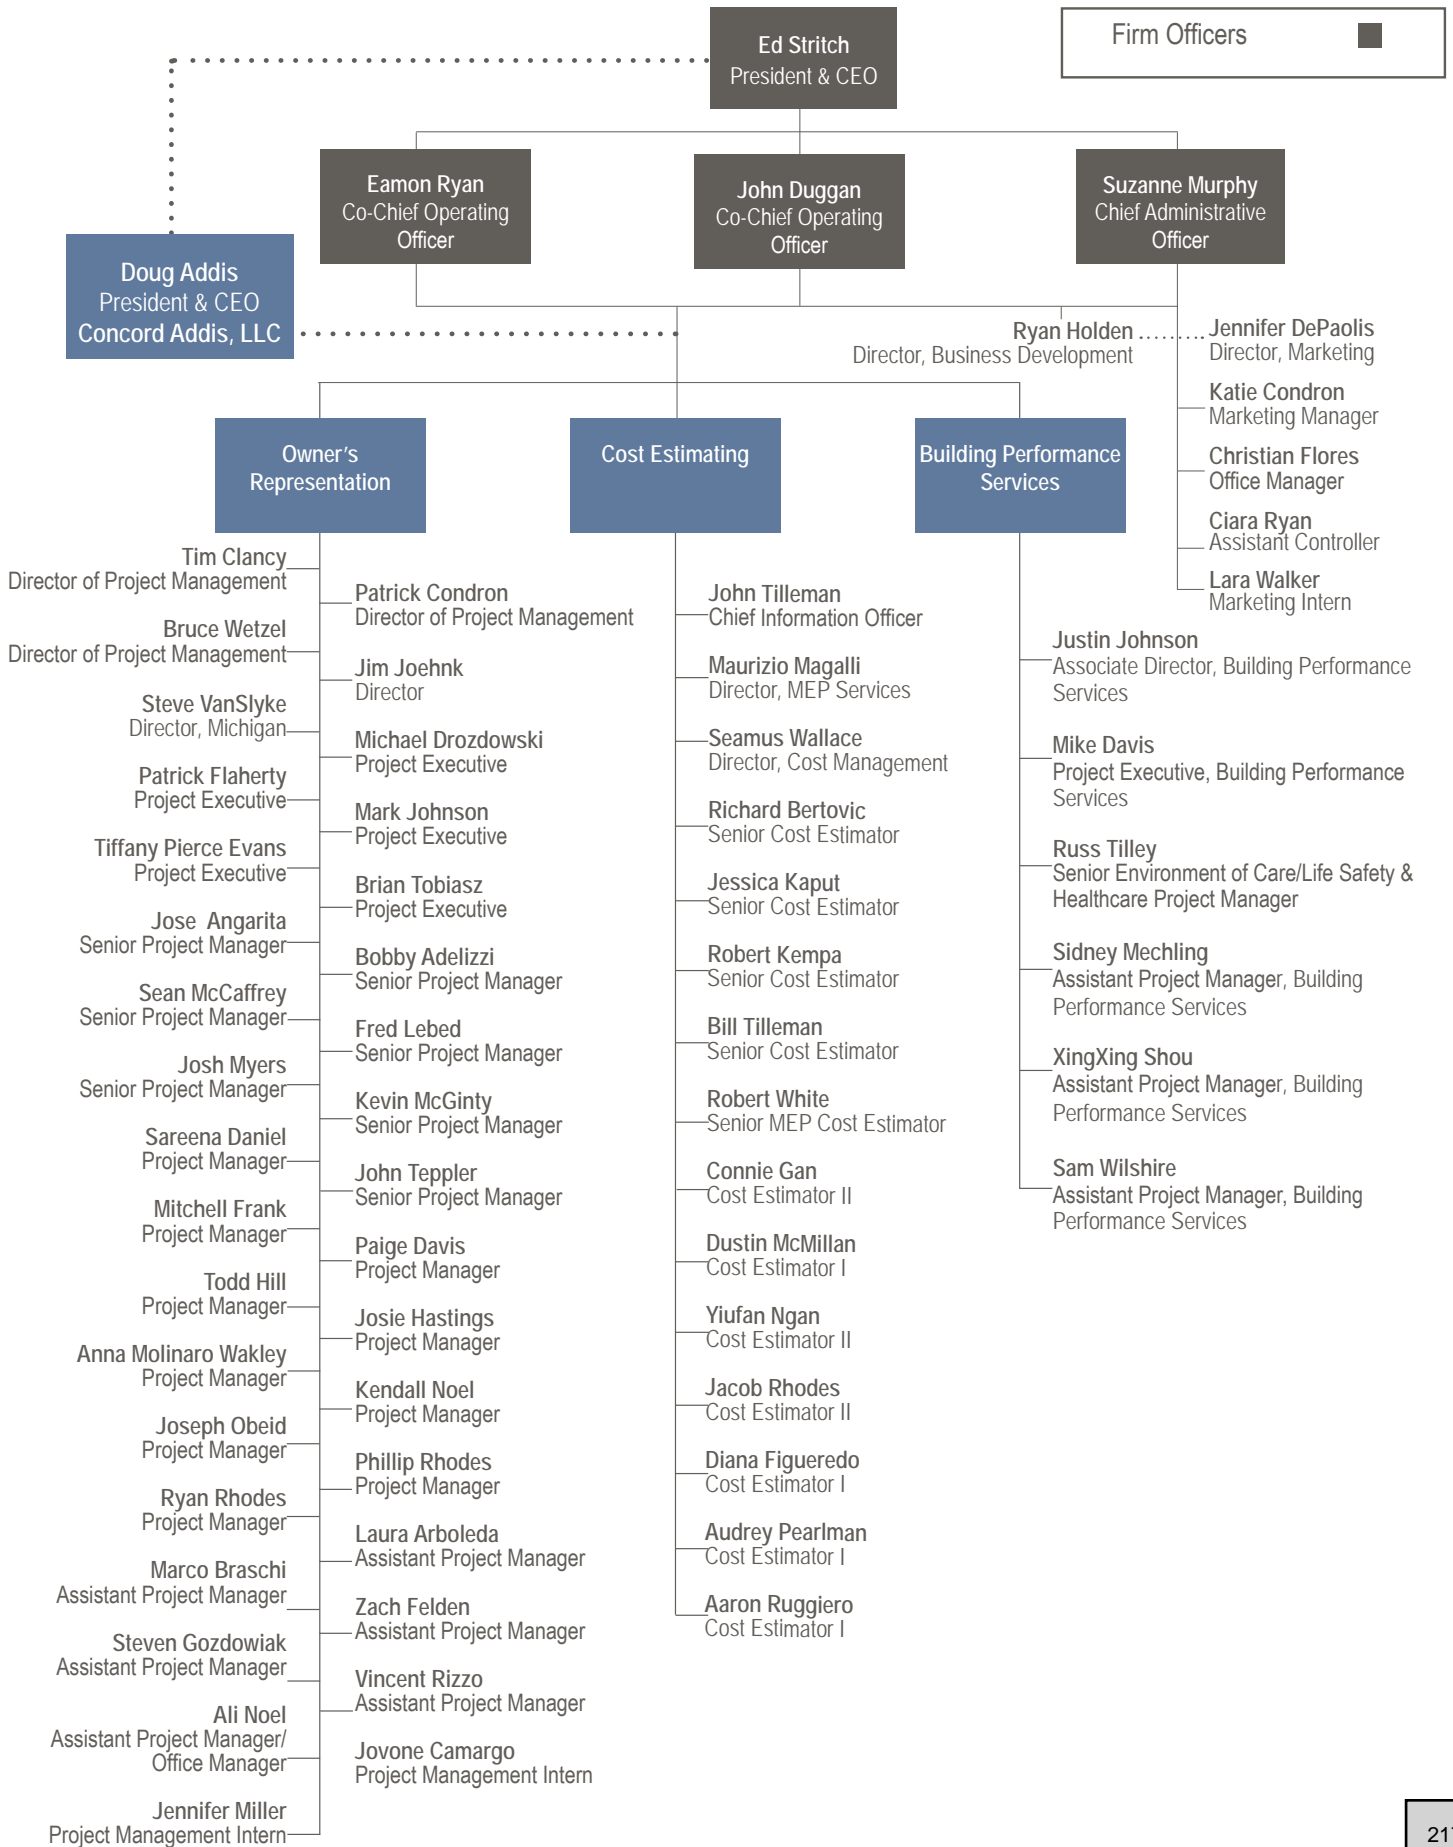 Ed Stritch
President & CEO
Firm Officers
Eamon Ryan
Co-Chief Operating
Officer
John Duggan
Co-Chief Operating
Officer
Suzanne Murphy
Chief Administrative
Officer
Doug Addis
President & CEO
Concord Addis, LLC
Ryan Holden
Director, Business Development
Jennifer DePaolis
Director, Marketing
Katie Condron
Marketing Manager
Christian Flores
Office Manager
Ciara Ryan
Assistant Controller
Lara Walker
Marketing Intern
Owner's
Representation
Tim Clancy
Director of Project Management
Bruce Wetzel
Director of Project Management
Steve VanSlyke
Director, Michigan
Patrick Flaherty
Project Executive
Tiffany Pierce Evans
Project Executive
Jose Angarita
Senior Project Manager
Sean McCaffrey
Senior Project Manager
Josh Myers
Senior Project Manager
Sareena Daniel
Project Manager
Mitchell Frank
Project Manager
Todd Hill
Project Manager
Anna Molinaro Wakley
Project Manager
Joseph Obeid
Project Manager
Ryan Rhodes
Project Manager
Marco Braschi
Assistant Project Manager
Steven Gozdowiak
Assistant Project Manager
Ali Noel
Assistant Project Manager/
Office Manager
Jennifer Miller
Project Management Intern
Patrick Condron
Director of Project Management
Jim Joehnk
Director
Michael Drozdowski
Project Executive
Mark Johnson
Project Executive
Brian Tobiasz
Project Executive
Bobby Adelizzi
Senior Project Manager
Fred Lebed
Senior Project Manager
Kevin McGinty
Senior Project Manager
John Teppler
Senior Project Manager
Paige Davis
Project Manager
Josie Hastings
Project Manager
Kendall Noel
Project Manager
Phillip Rhodes
Project Manager
Laura Arboleda
Assistant Project Manager
Zach Felden
Assistant Project Manager
Vincent Rizzo
Assistant Project Manager
Jovone Camargo
Project Management Intern
Cost Estimating
John Tilleman
Chief Information Officer
Maurizio Magalli
Director, MEP Services
Seamus Wallace
Director, Cost Management
Richard Bertovic
Senior Cost Estimator
Jessica Kaput
Senior Cost Estimator
Robert Kempa
Senior Cost Estimator
Bill Tilleman
Senior Cost Estimator
Robert White
Senior MEP Cost Estimator
Connie Gan
Cost Estimator II
Dustin McMillan
Cost Estimator I
Yiufan Ngan
Cost Estimator II
Jacob Rhodes
Cost Estimator II
Diana Figueredo
Cost Estimator I
Audrey Pearlman
Cost Estimator I
Aaron Ruggiero
Cost Estimator I
Building Performance
Services
Justin Johnson
Associate Director, Building Performance
Services
Mike Davis
Project Executive, Building Performance
Services
Russ Tilley
Senior Environment of Care/Life Safety &
Healthcare Project Manager
Sidney Mechling
Assistant Project Manager, Building
Performance Services
XingXing Shou
Assistant Project Manager, Building
Performance Services
Sam Wilshire
Assistant Project Manager, Building
Performance Services